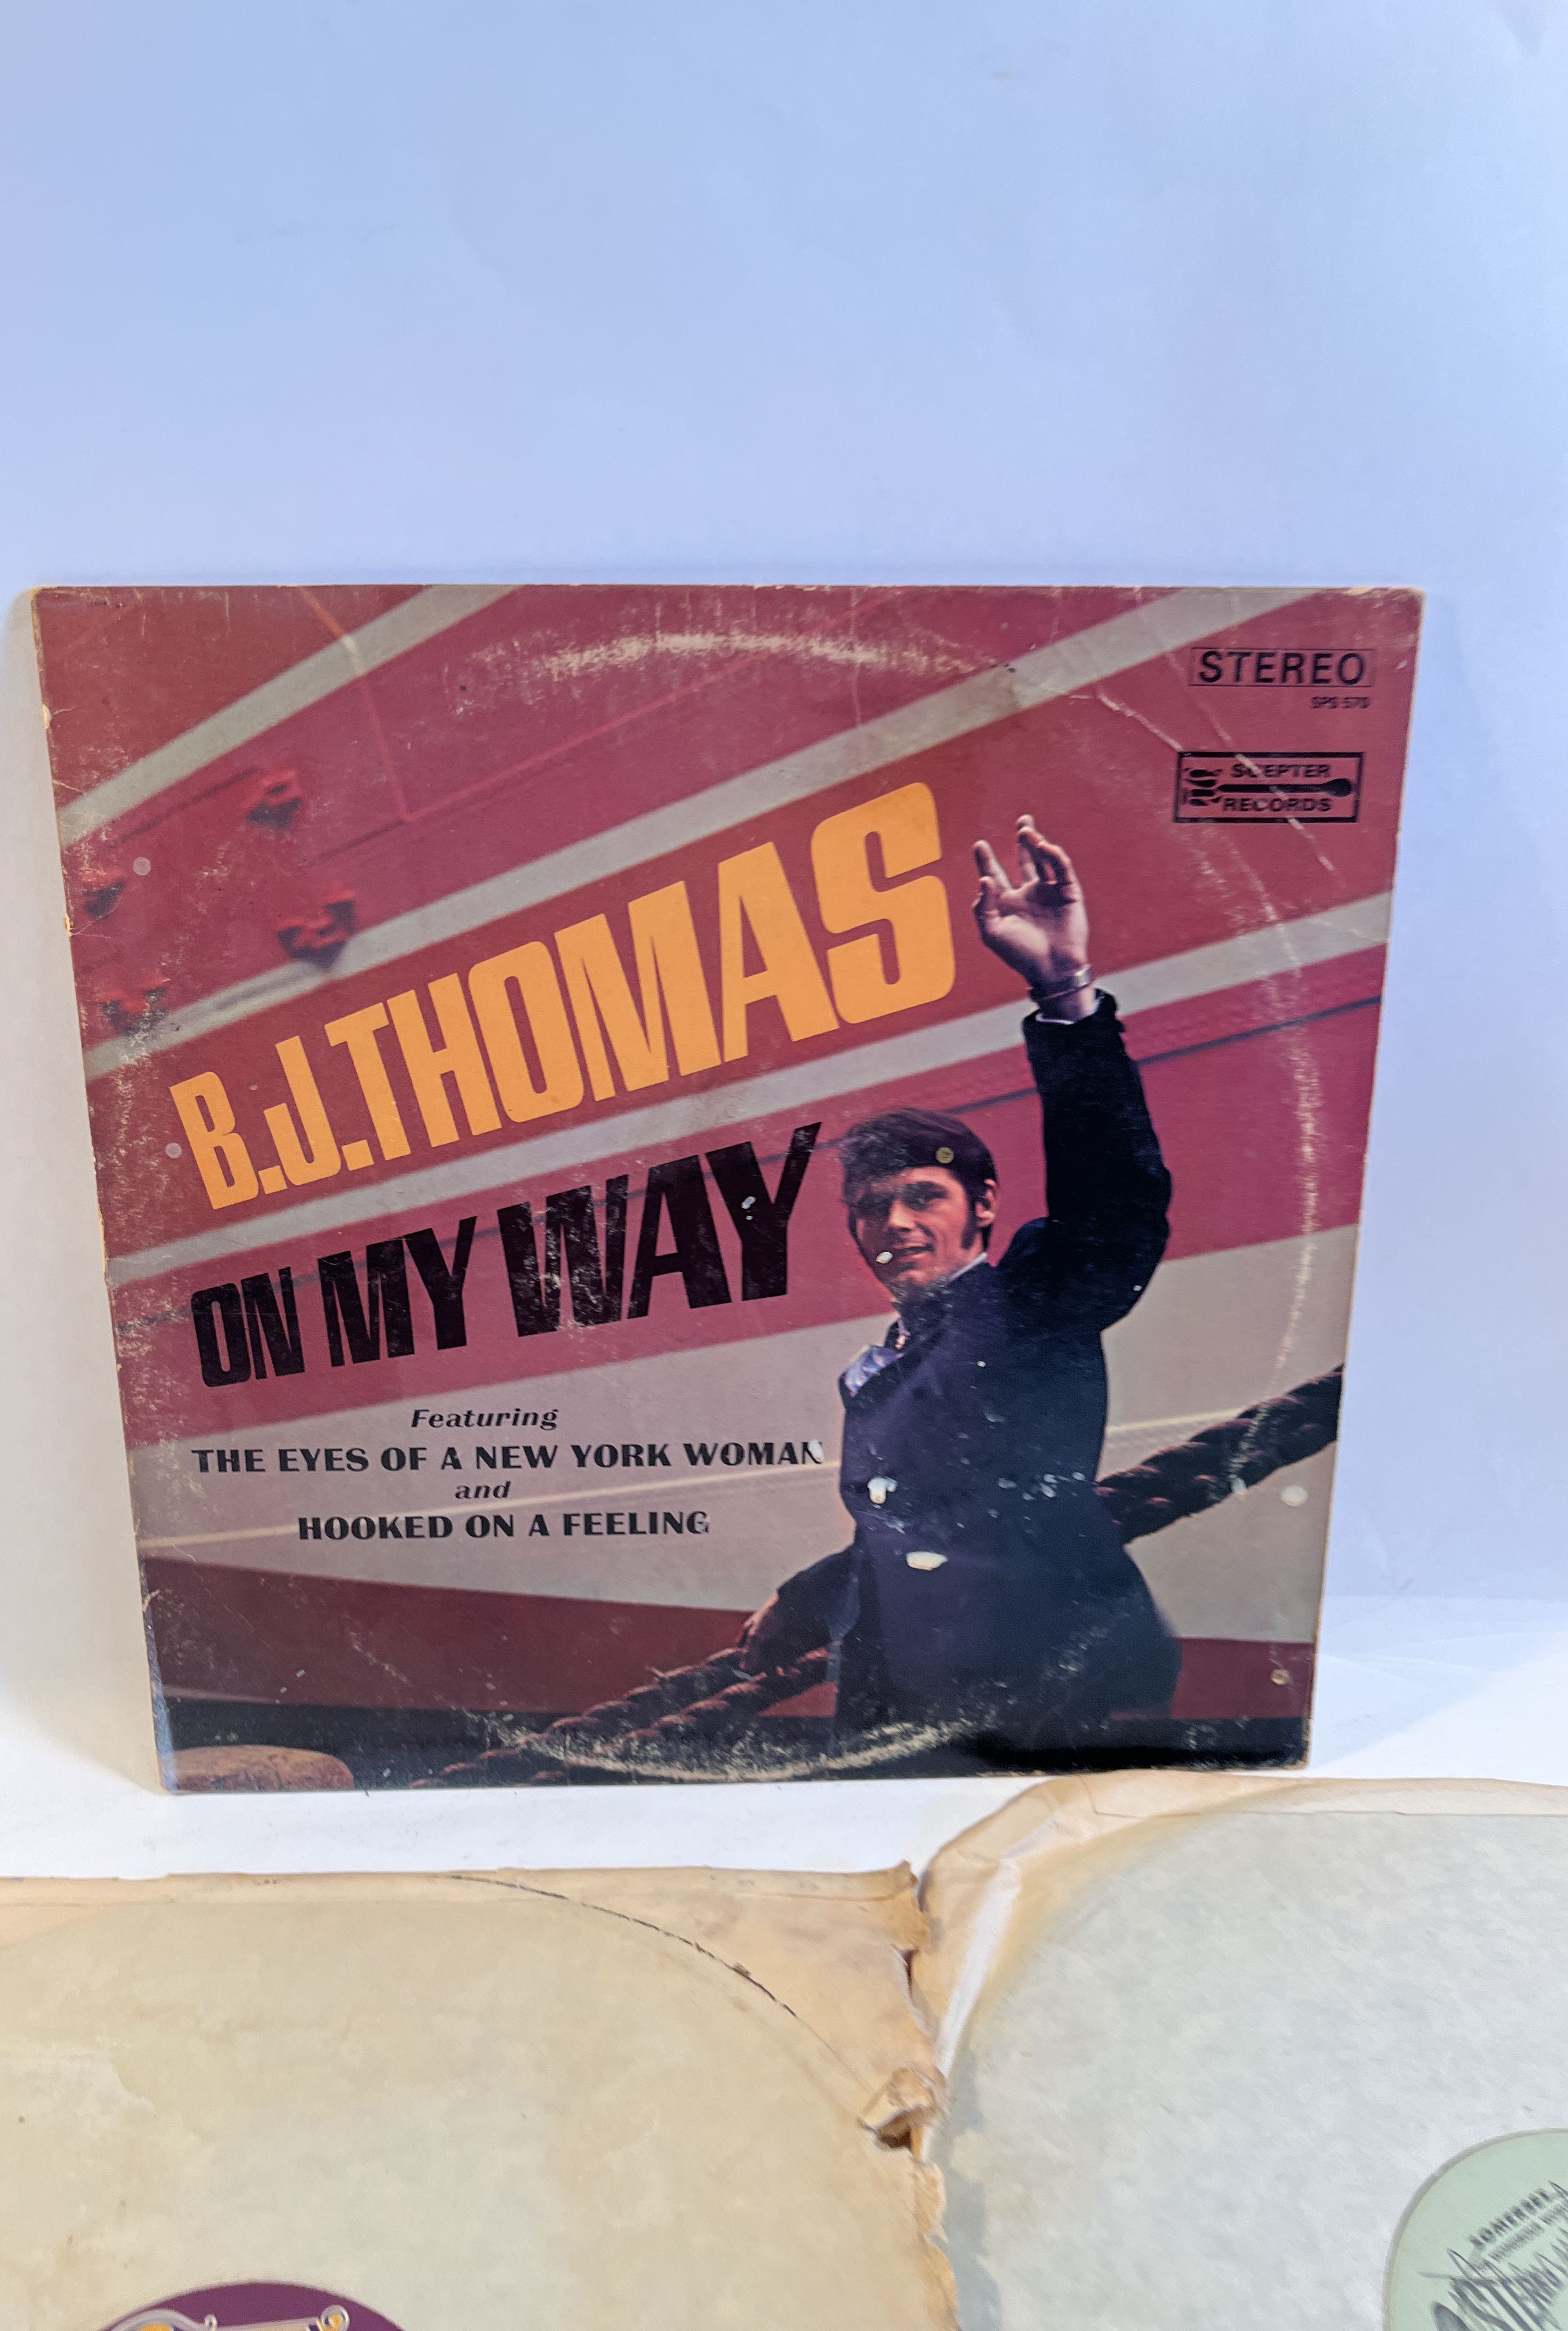 STEREO
SPS 570
SCEPTER
RECORDS
B.J. THOMAS
ON MY WAY
Featuring
THE EYES OF A NEW YORK WOMAN
and
HOOKED ON A FEELING
SOMERSET